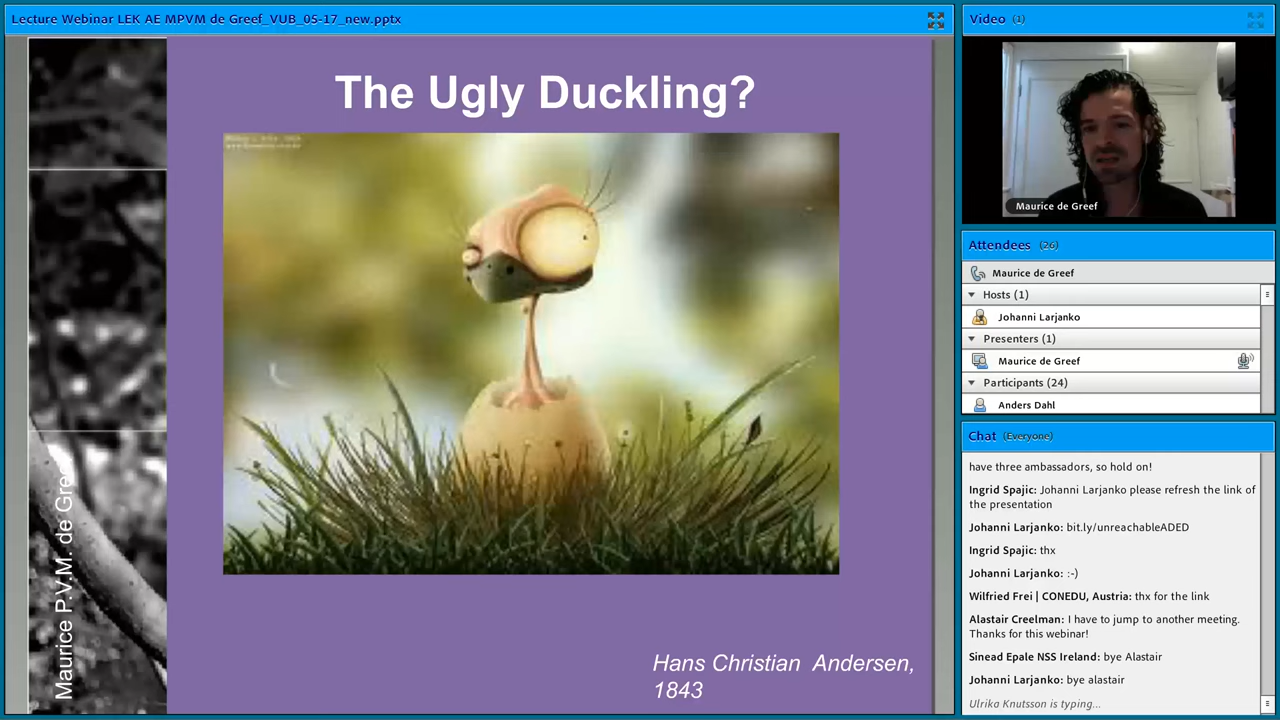 Lecture Webinar LEK AE MPVM de Greef_VUB_05-17_new.pptx
The Ugly Duckling?
Hans Christian Andersen,
1843
Maurice P.V.M. de Gree
Video (1)
Maurice de Greef
Attendees (26)
Maurice de Greef
Hosts (1)
Johanni Larjanko
Presenters (1)
Maurice de Greef
Participants (24)
Anders Dahl
Chat (Everyone)
have three ambassadors, so hold on!
Ingrid Spajic: Johanni Larjanko please refresh the link of
the presentation
Johanni Larjanko: bit.ly/unreachableADED
Ingrid Spajic: thx
Johanni Larjanko: :-)
Wilfried Frei | CONEDU, Austria: thx for the link
Alastair Creelman: I have to jump to another meeting.
Thanks for this webinar!
Sinead Epale NSS Ireland: bye Alastair
Johanni Larjanko: bye alastair
Ulrika Knutsson is typing...